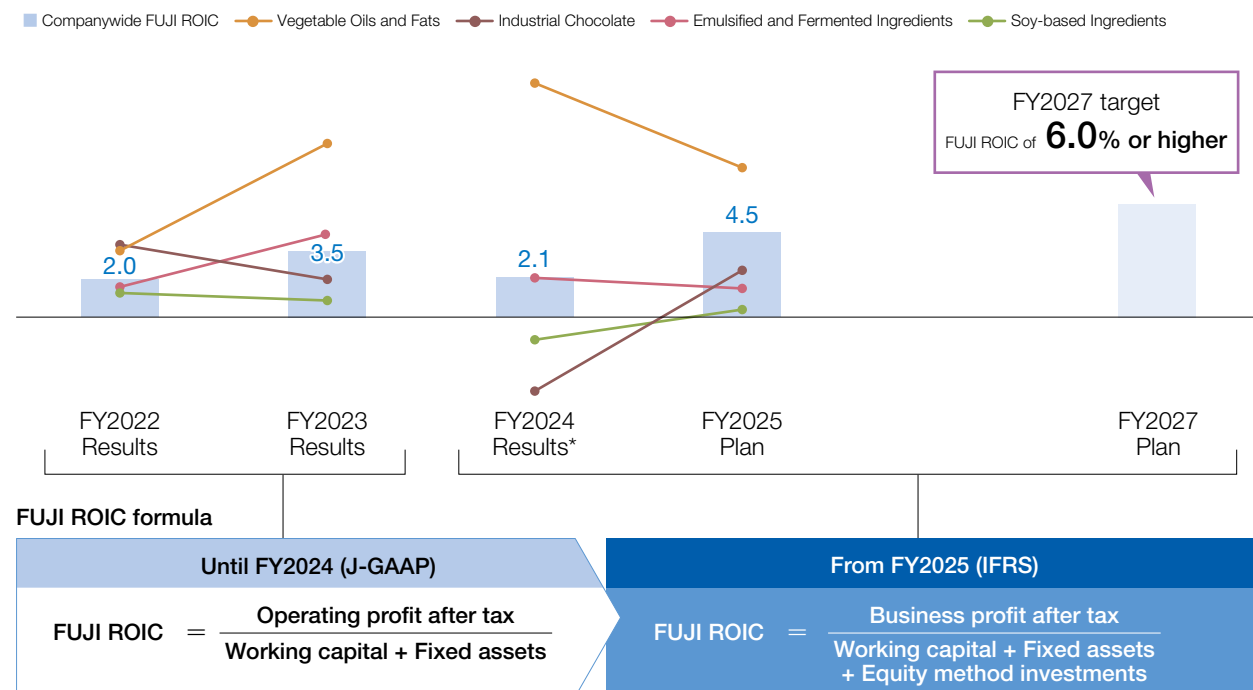 Companywide FUJI ROIC Vegetable Oils and Fats Industrial Chocolate Emulsified and Fermented Ingredients Soy-based Ingredients
FY2027 target
FUJI ROIC of 6.0% or higher
2.0
3.5
2.1
4.5
FY2022
Results
FY2023
Results
FY2024
Results*
FY2025
Plan
FY2027
Plan
FUJI ROIC formula
Until FY2024 (J-GAAP)
FUJI ROIC = Operating profit after tax
Working capital + Fixed assets
From FY2025 (IFRS)
FUJI ROIC = Business profit after tax
Working capital + Fixed assets
+ Equity method investments